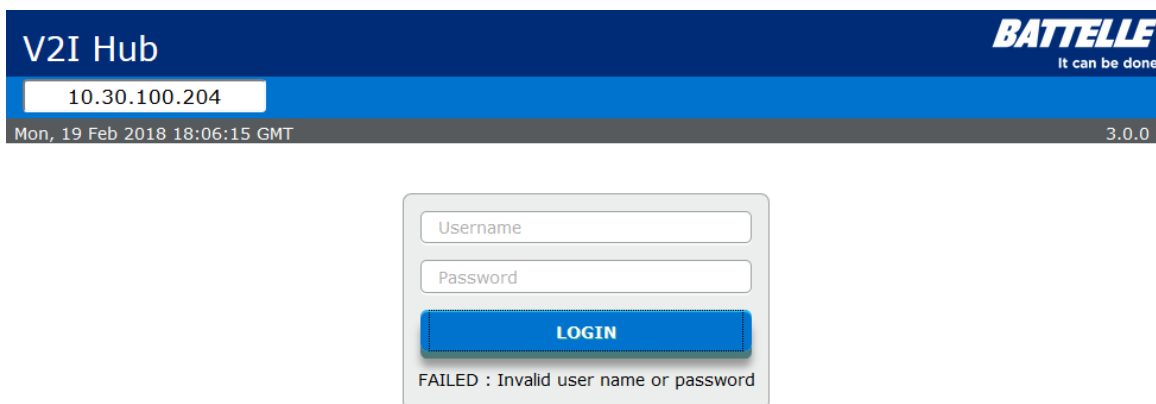 V2I Hub
BATTELLE
It can be done
10.30.100.204
Mon, 19 Feb 2018 18:06:15 GMT
3.0.0
Username
Password
LOGIN
FAILED : Invalid user name or password